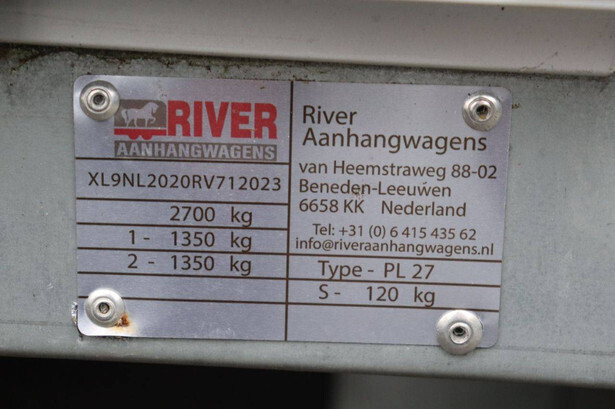 RIVER
AANHANGWAGENS
XL9NL2020RV712023
2700 kg
1 - 1350 kg
2 - 1350 kg
River
Aanhangwagens
van Heemstraweg 88-02
Beneden-Leeuwen
6658 KK Nederland
Tel: +31 (0) 6 415 435 62
info@riveraanhangwagens.nl
Type - PL 27
S - 120 kg